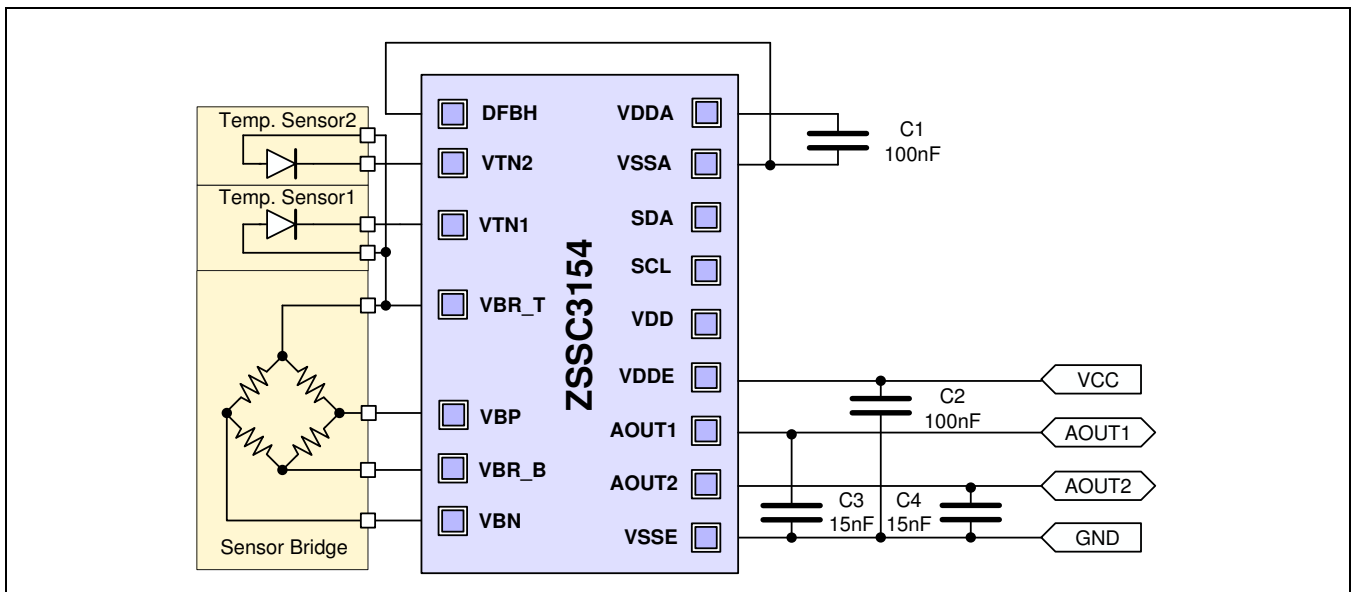 Temp. Sensor2
Temp. Sensor1
Sensor Bridge
DFBH
VTN2
VTN1
VBR_T
VBP
VBR_B
VBN
ZSSC3154
VDDA
VSSA
SDA
SCL
VDD
VDDE
AOUT1
AOUT2
VSSE
C1
100nF
C2
100nF
C3
15nF
C4
15nF
VCC
AOUT1
AOUT2
GND